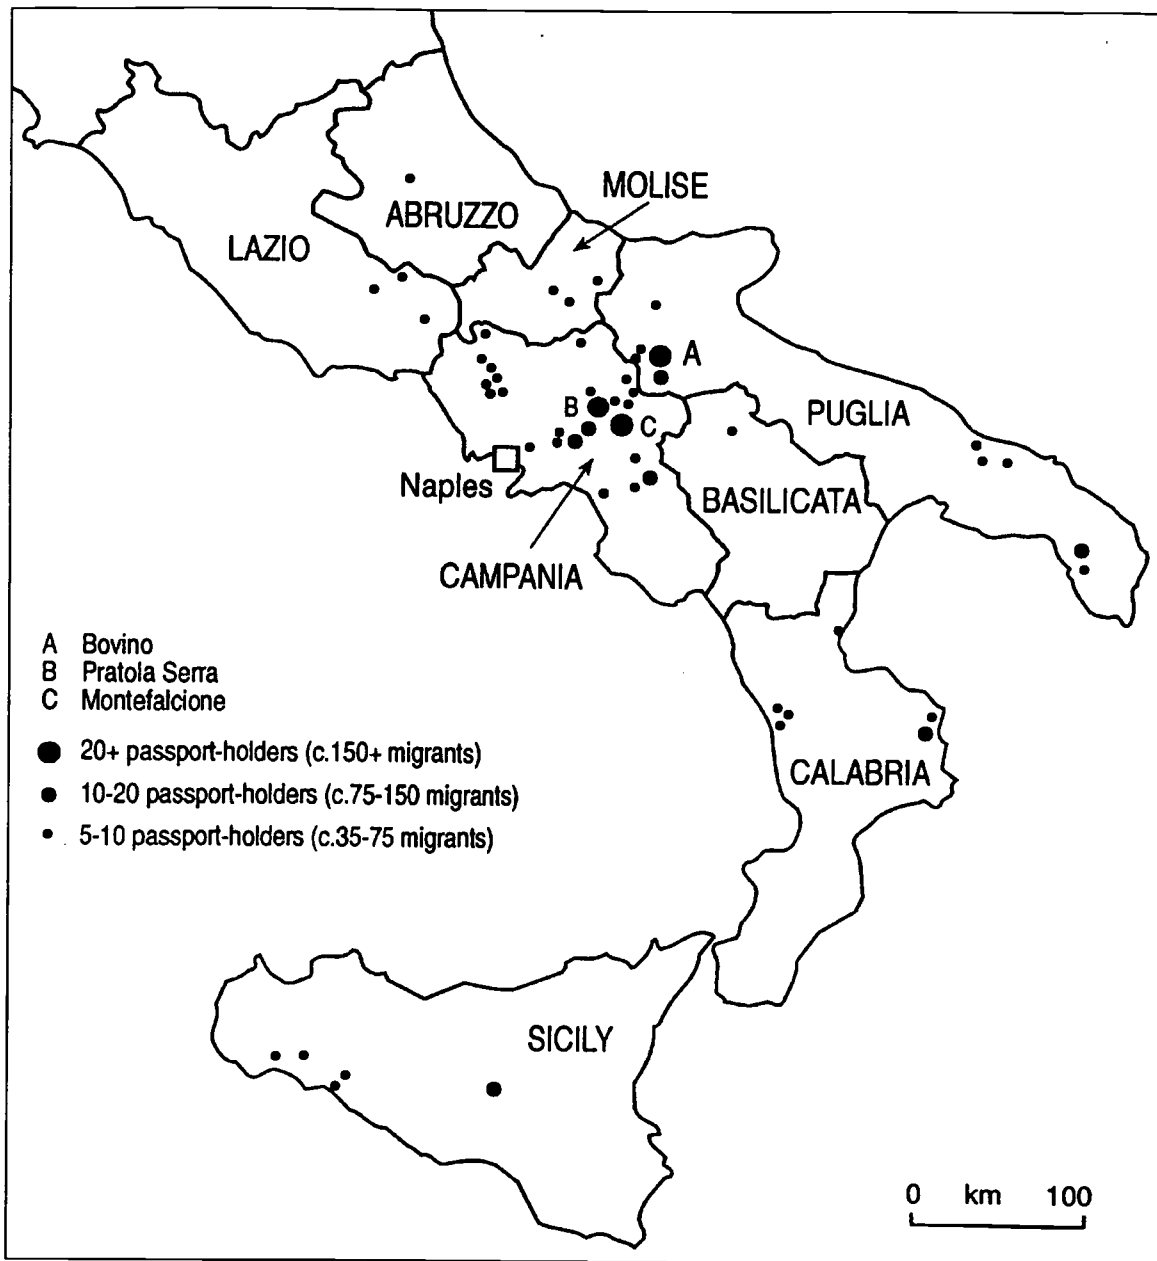 MOLISE
ABRUZZO
LAZIO
A
PUGLIA
B
C
Naples
BASILICATA
CAMPANIA
A Bovino
B Pratola Serra
C Montefalcione
20+ passport-holders (c.150+ migrants)
10-20 passport-holders (c.75-150 migrants)
5-10 passport-holders (c.35-75 migrants)
CALABRIA
SICILY
0 km 100